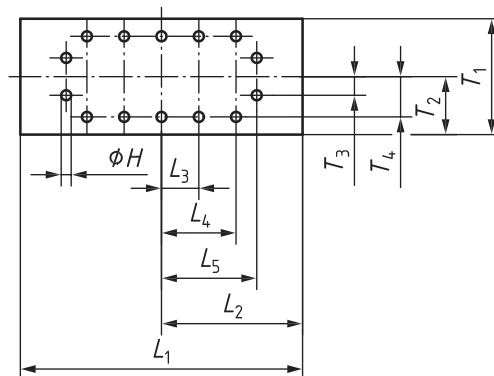 T₁
T₂
T₃
T₄
ϕH
L₃
L₄
L₅
L₂
L₁